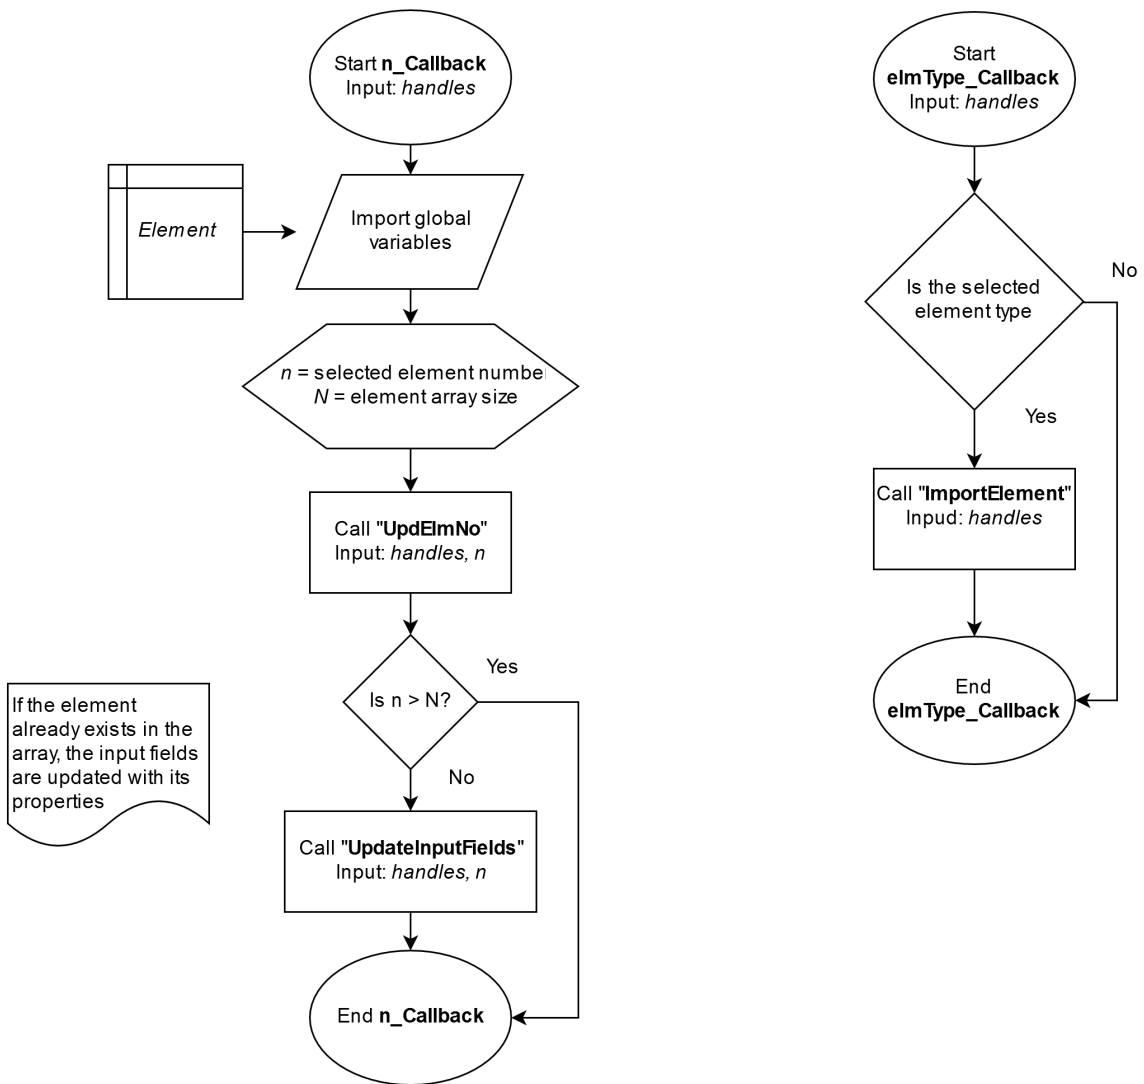 Start n_Callback
Input: handles
Element
Import global
variables
n = selected element numbe
N = element array size
Call "UpdElmNo"
Input: handles, n
Is n > N?
Yes
No
If the element
already exists in the
array, the input fields
are updated with its
properties
Call "UpdateInputFields"
Input: handles, n
End n_Callback
Start
elmType_Callback
Input: handles
Is the selected
element type
No
Yes
Call "ImportElement"
Inpud: handles
End
elmType_Callback